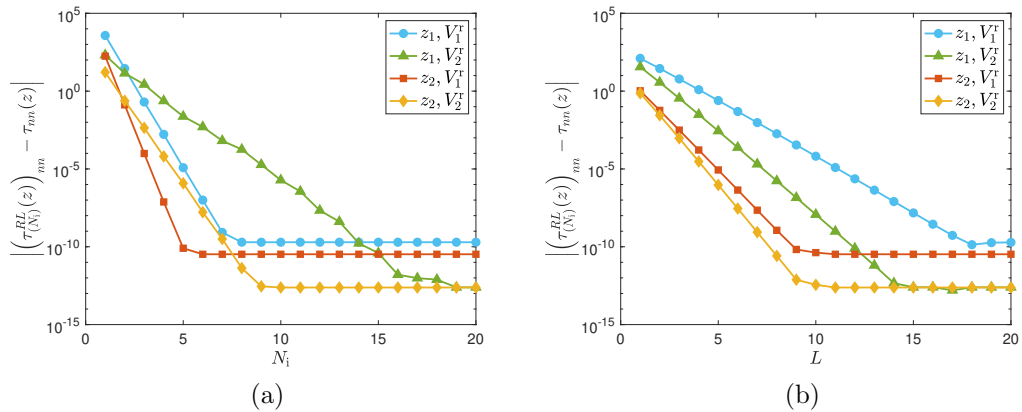 |(τ^{RL}_{(N_i)}(z))_{nn} − τ_{nn}(z)|
10^5
10^0
10^{-5}
10^{-10}
10^{-15}
0 5 10 15 20
N_i
z_1, V_1^r
z_1, V_2^r
z_2, V_1^r
z_2, V_2^r
(a)
|(τ^{RL}_{(N_i)}(z))_{nn} − τ_{nn}(z)|
10^5
10^0
10^{-5}
10^{-10}
10^{-15}
0 5 10 15 20
L
z_1, V_1^r
z_1, V_2^r
z_2, V_1^r
z_2, V_2^r
(b)